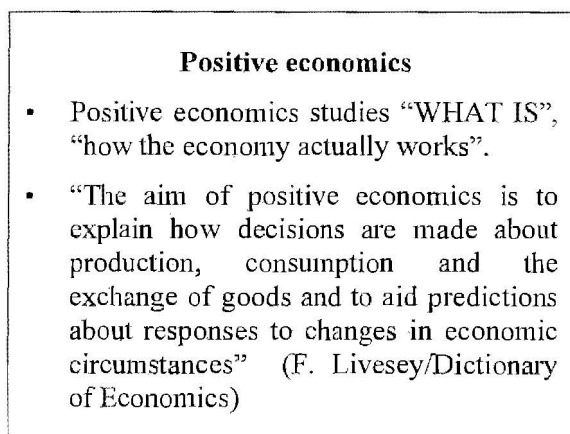 Positive economics
▪ Positive economics studies “WHAT IS”,
“how the economy actually works”.
▪ “The aim of positive economics is to
explain how decisions are made about
production, consumption and the
exchange of goods and to aid predictions
about responses to changes in economic
circumstances” (F. Livesey/Dictionary
of Economics)